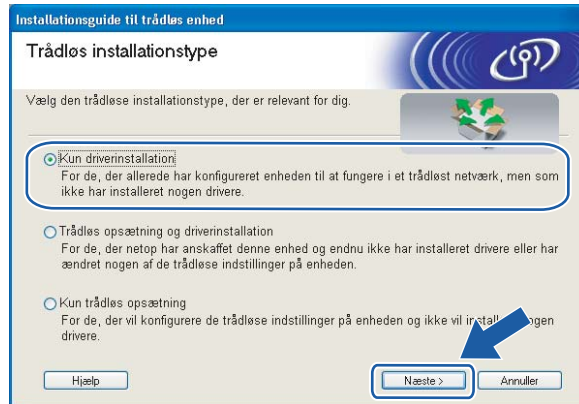 Installationsguide til trådløs enhed
Trådløs installationstype
Vælg den trådløse installationstype, der er relevant for dig.
Kun driverinstallation
For de, der allerede har konfigureret enheden til at fungere i et trådløst netværk, men som
ikke har installeret nogen drivere.
Trådløs opsætning og driverinstallation
For de, der netop har anskaffet denne enhed og endnu ikke har installeret drivere eller har
ændret nogen af de trådløse indstillinger på enheden.
Kun trådløs opsætning
For de, der vil konfigurere de trådløse indstillinger på enheden og ikke vil
drivere.
Hjælp
Næste >
Annuller